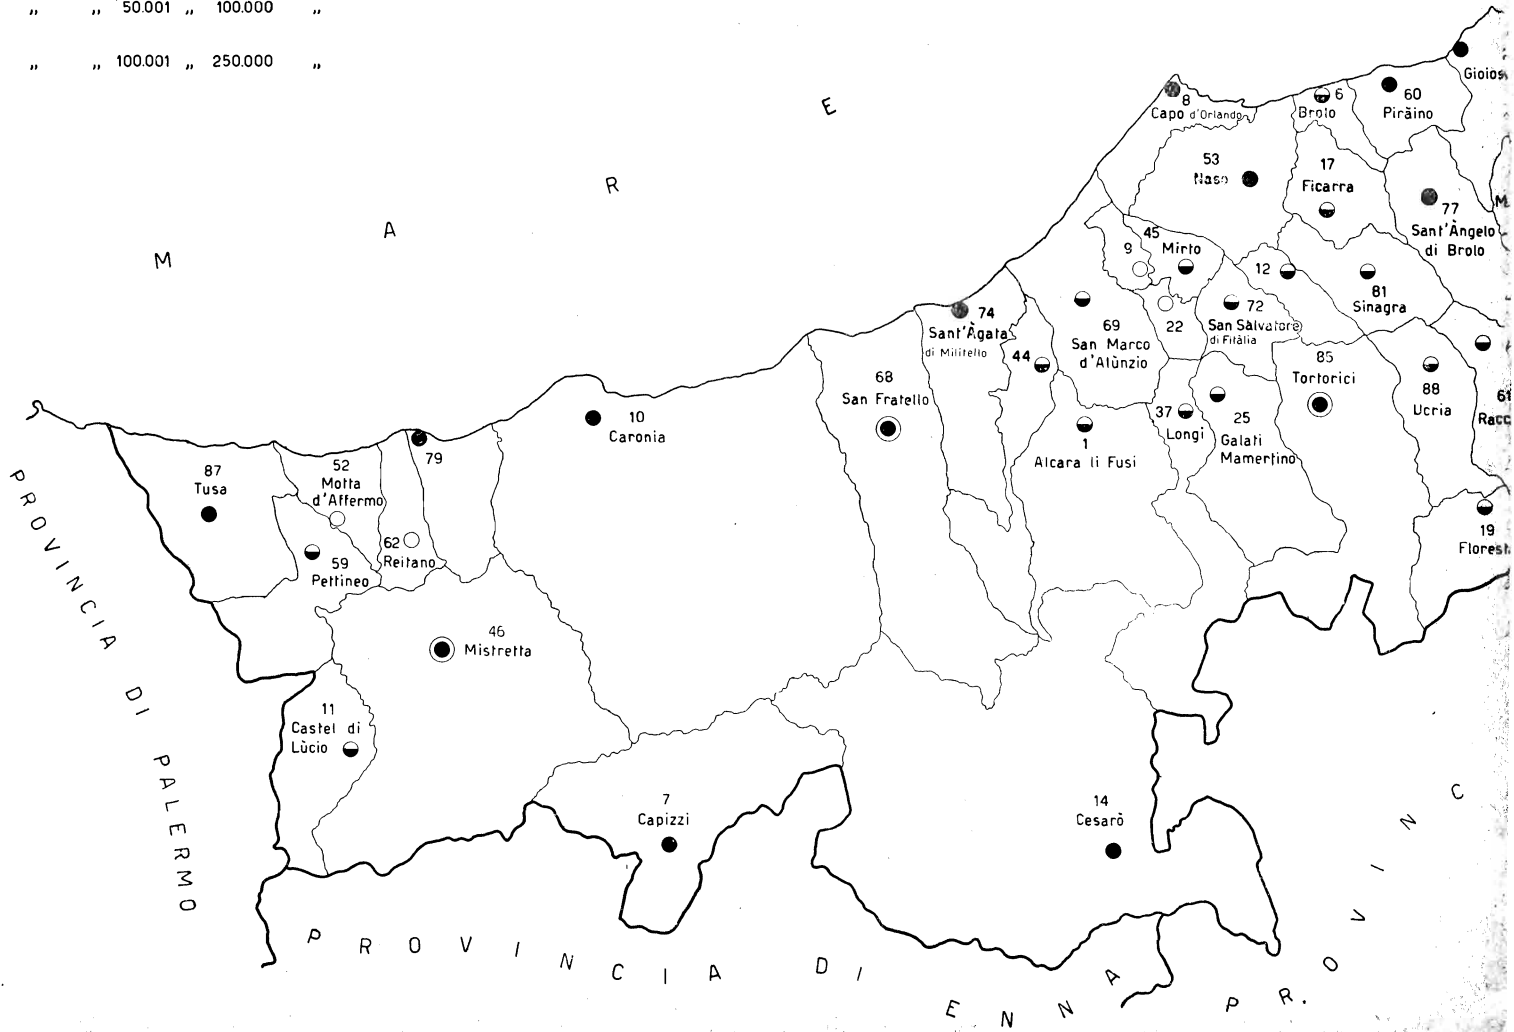 „ „ 50.001 „ 100.000 „
„ „ 100.001 „ 250.000 „
M A R E
8
Capo d'Orlando
6
Brolo
60
Piràino
53
Naso
17
Ficarra
77
Sant'Àngelo
di Brolo
45
Mirto
9
12
81
Sinagra
74
Sant'Àgata
di Militello
69
San Marco
d'Alùnzio
22
72
San Salvatore
di Fitàlia
44
85
Tortorici
88
Ucria
68
San Fratello
37
Longi
25
Galati
Mamertino
1
Alcara li Fusi
10
Caronia
79
52
Motta
d'Affermo
87
Tusa
62
Reitano
59
Pettineo
19
46
Mistretta
11
Castel di
Lùcio
7
Capizzi
14
Cesarò
PROVINCIA DI PALERMO
PROVINCIA DI ENNA
PROVINC
PR.